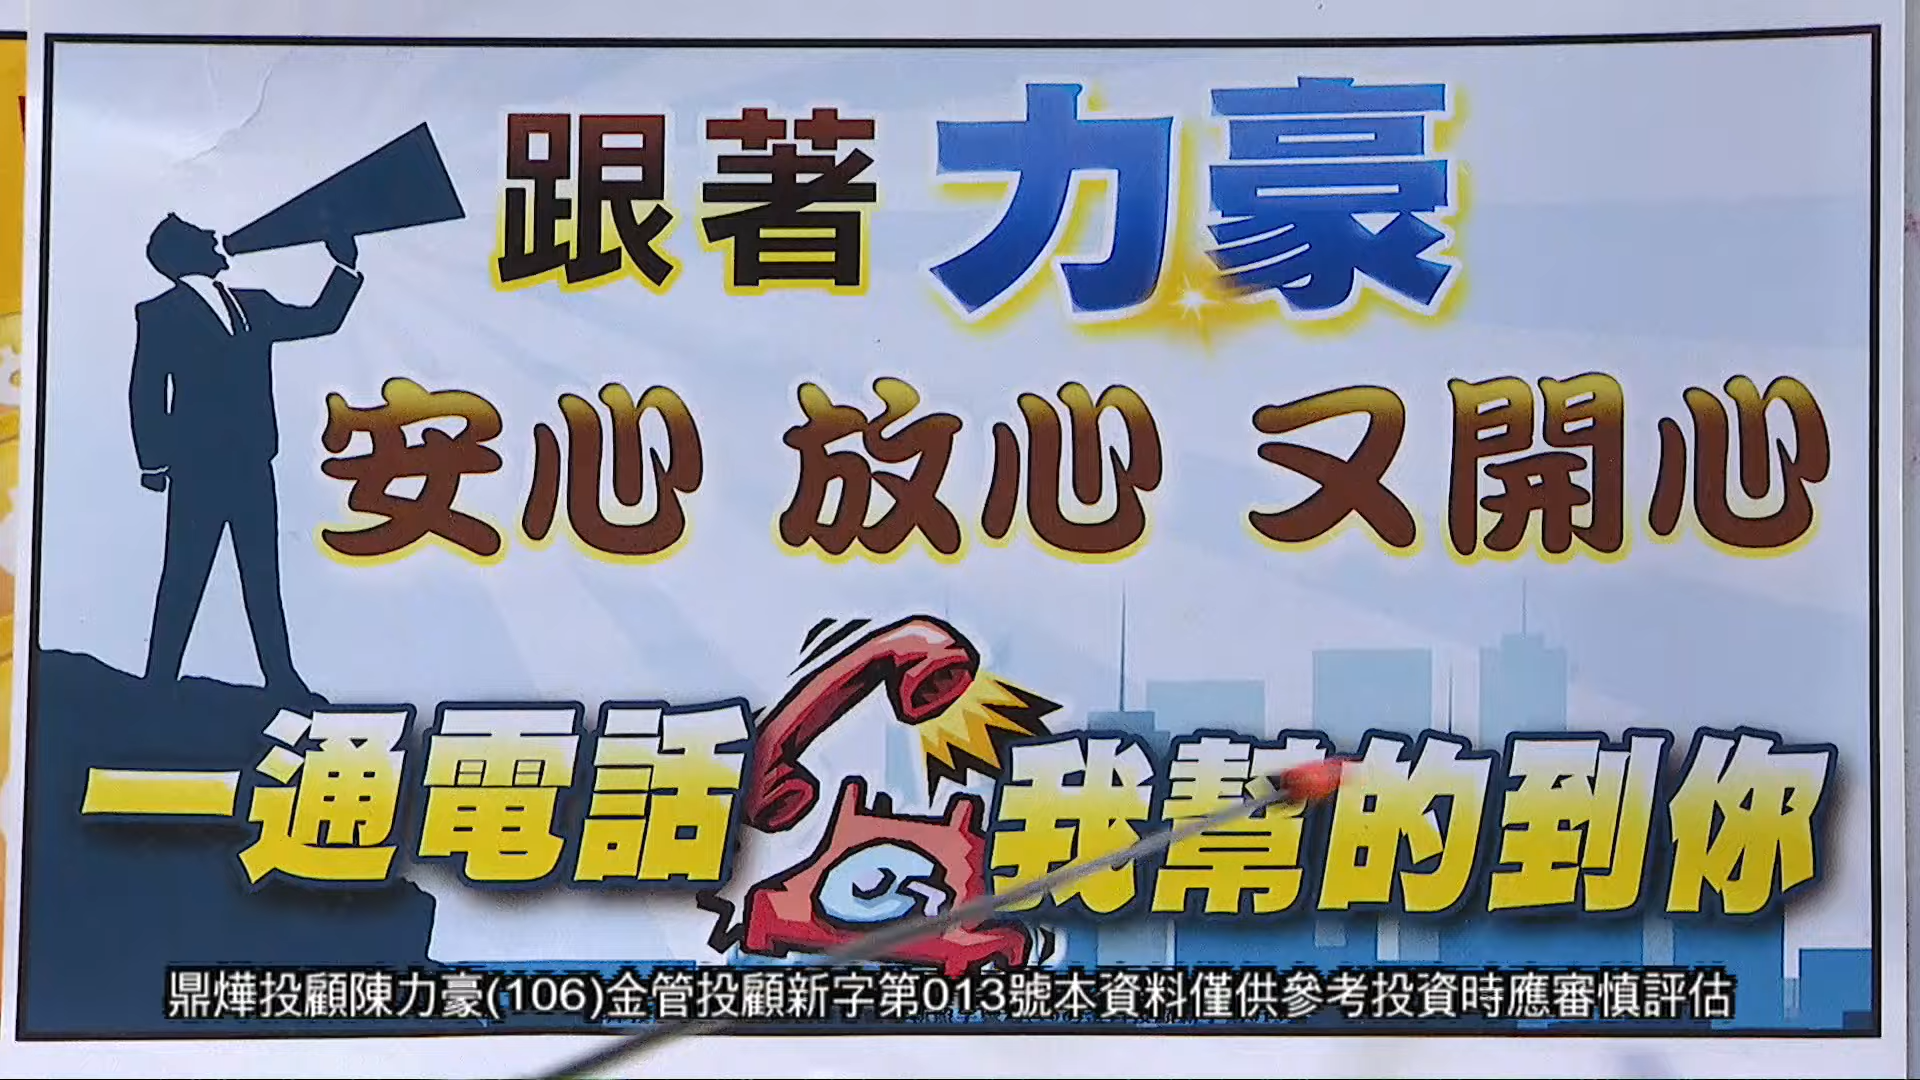 跟著力豪
安心 放心 又開心
一通電話 我幫的到你
鼎燁投顧陳力豪(106)金管投顧新字第013號本資料僅供參考投資時應審慎評估